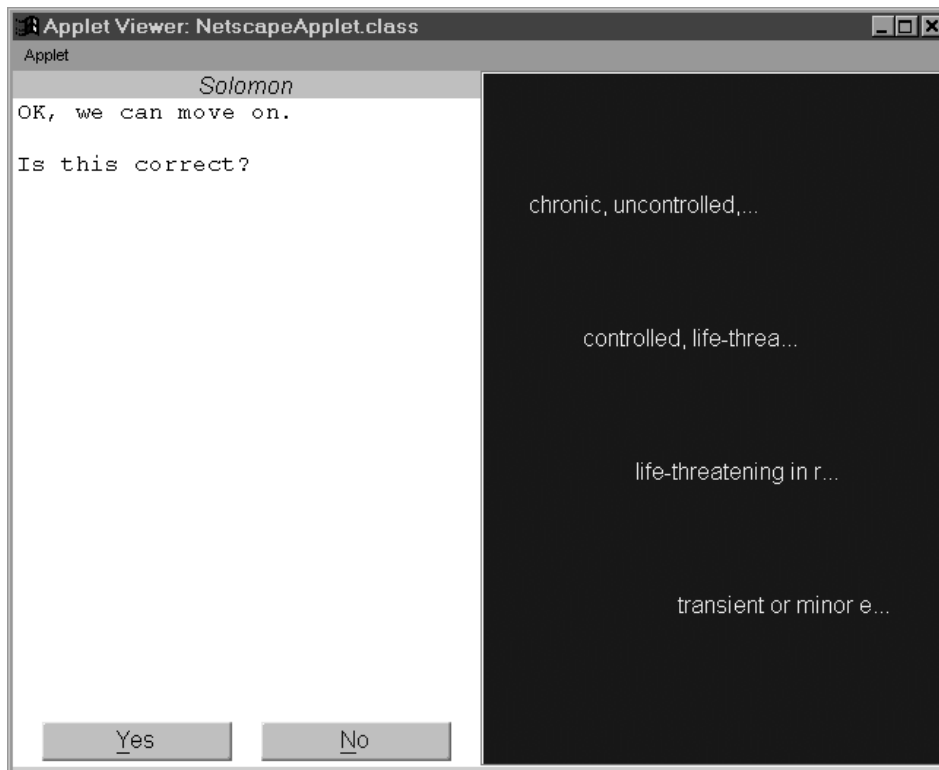 Applet Viewer: NetscapeApplet.class
Applet
Solomon
OK, we can move on.
Is this correct?
chronic, uncontrolled,...
controlled, life-threa...
life-threatening in r...
transient or minor e...
Yes
No